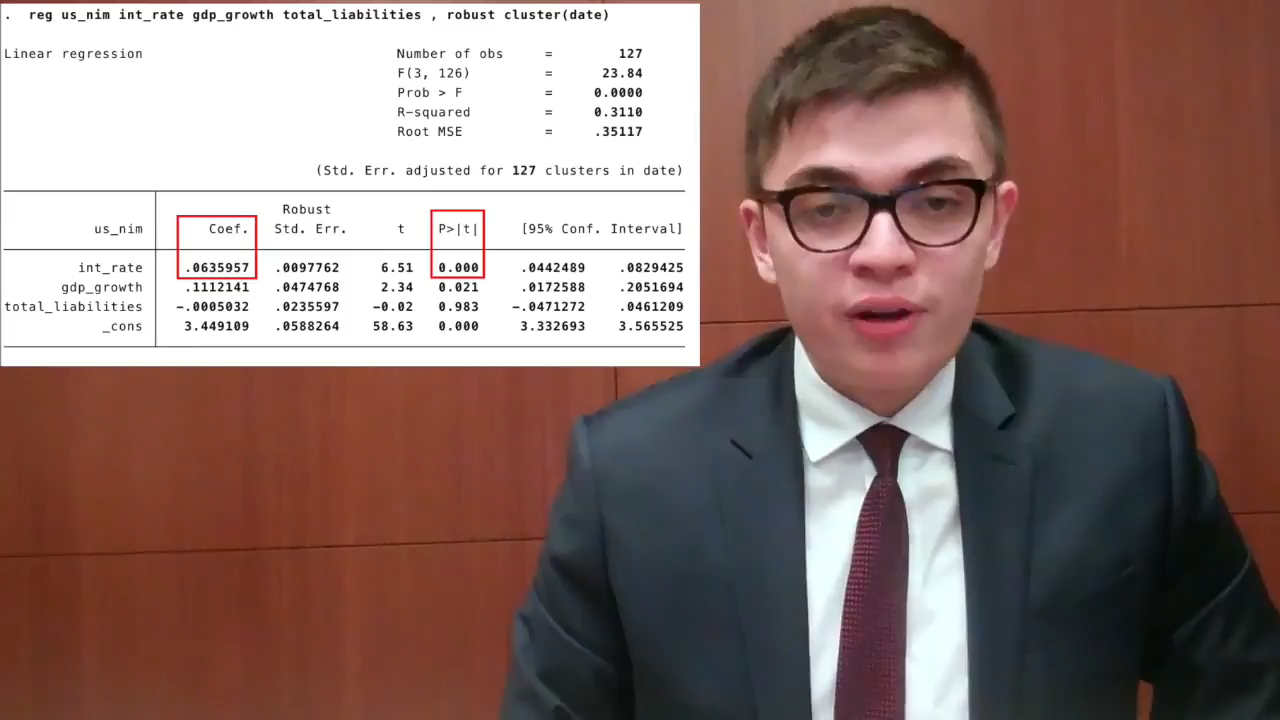 . reg us_nim int_rate gdp_growth total_liabilities , robust cluster(date)
Linear regression Number of obs = 127
F(3, 126) = 23.84
Prob > F = 0.0000
R-squared = 0.3110
Root MSE = .35117
(Std. Err. adjusted for 127 clusters in date)
Robust
us_nim Coef. Std. Err. t P>|t| [95% Conf. Interval]
int_rate .0635957 .0097762 6.51 0.000 .0442489 .0829425
gdp_growth .1112141 .0474768 2.34 0.021 .0172588 .2051694
total_liabilities -.0005032 .0235597 -0.02 0.983 -.0471272 .0461209
_cons 3.449109 .0588264 58.63 0.000 3.332693 3.565525